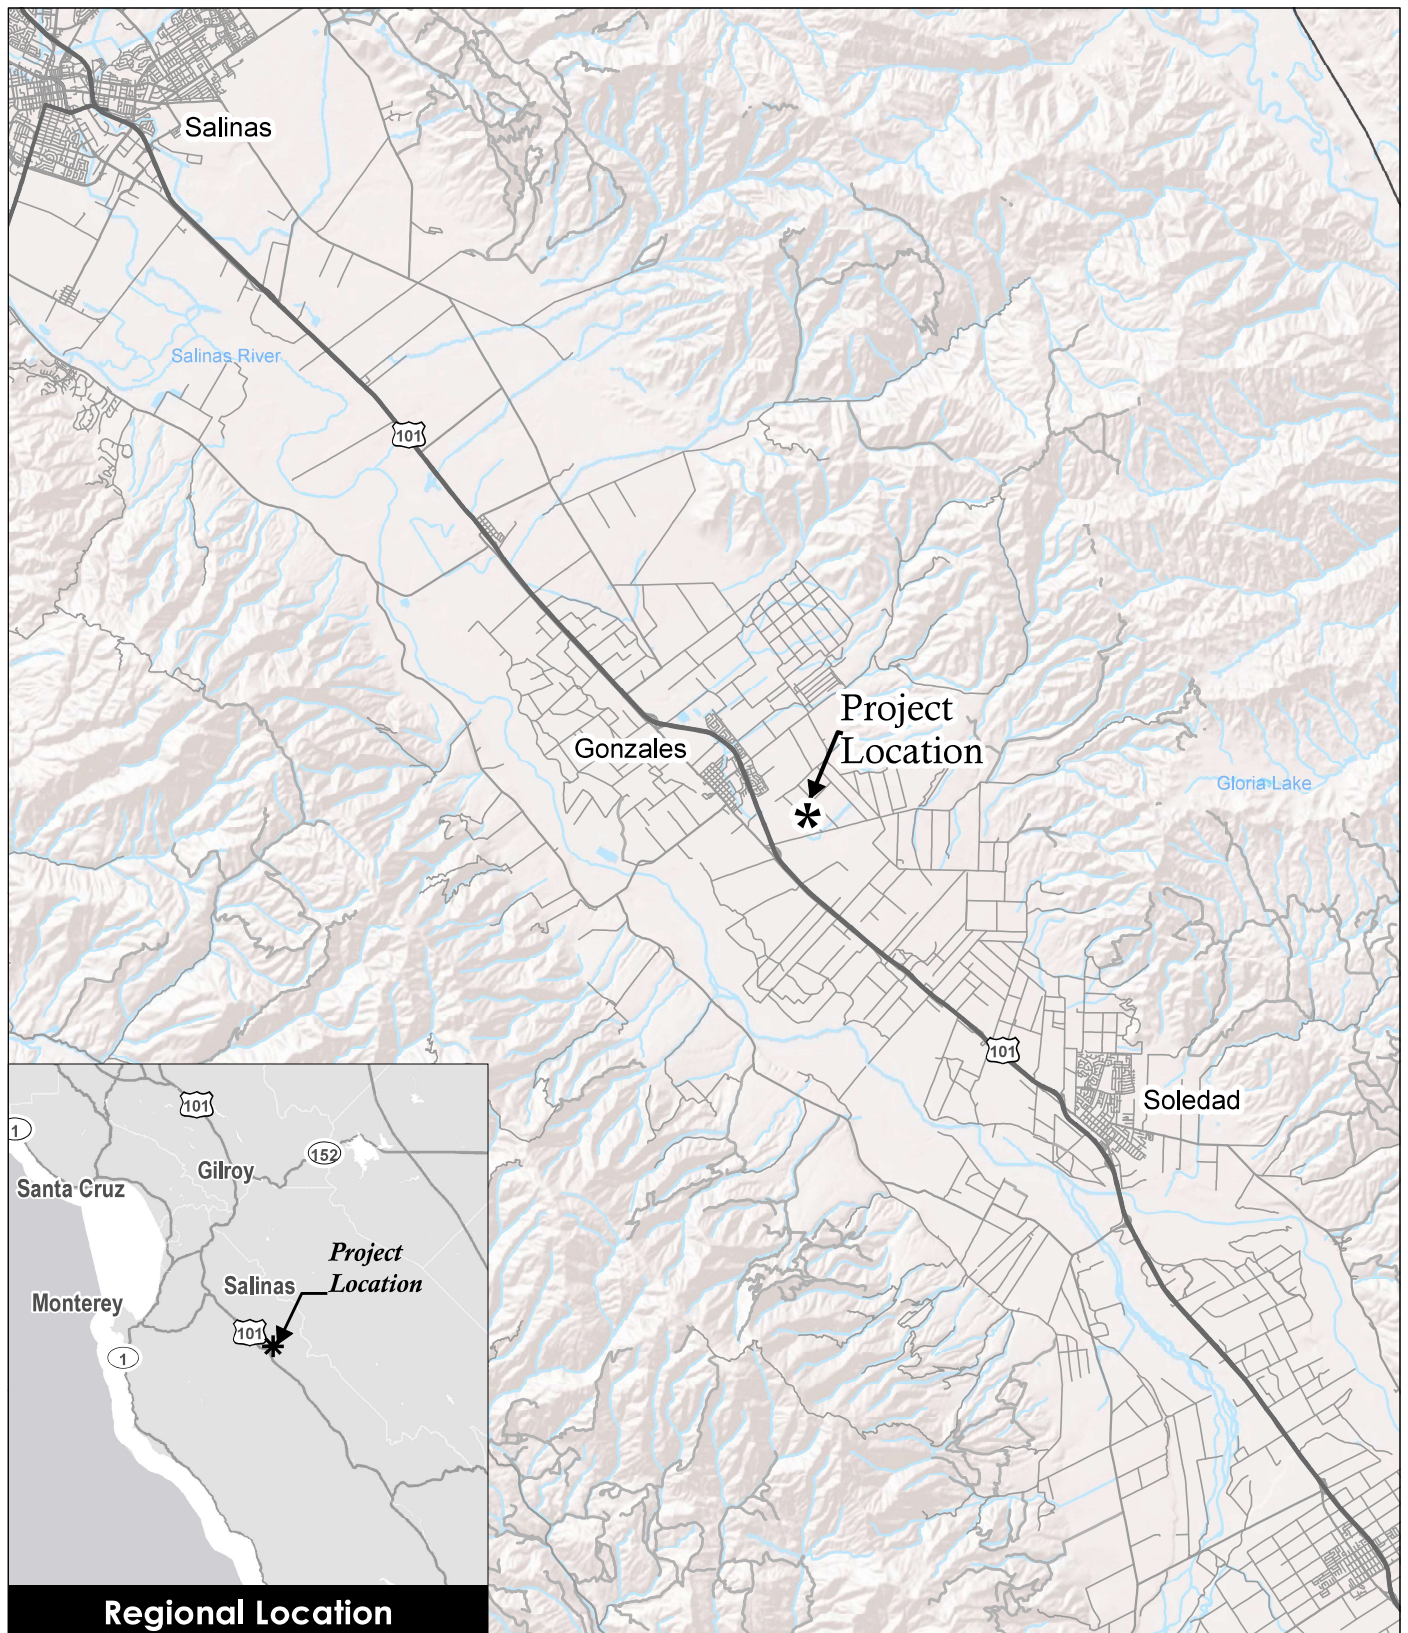 Salinas
Salinas River
101
Project
Location
Gonzales
Gloria Lake
101
Soledad
101
1
152
Gilroy
Santa Cruz
Project
Location
Salinas
Monterey
101
1
Regional Location